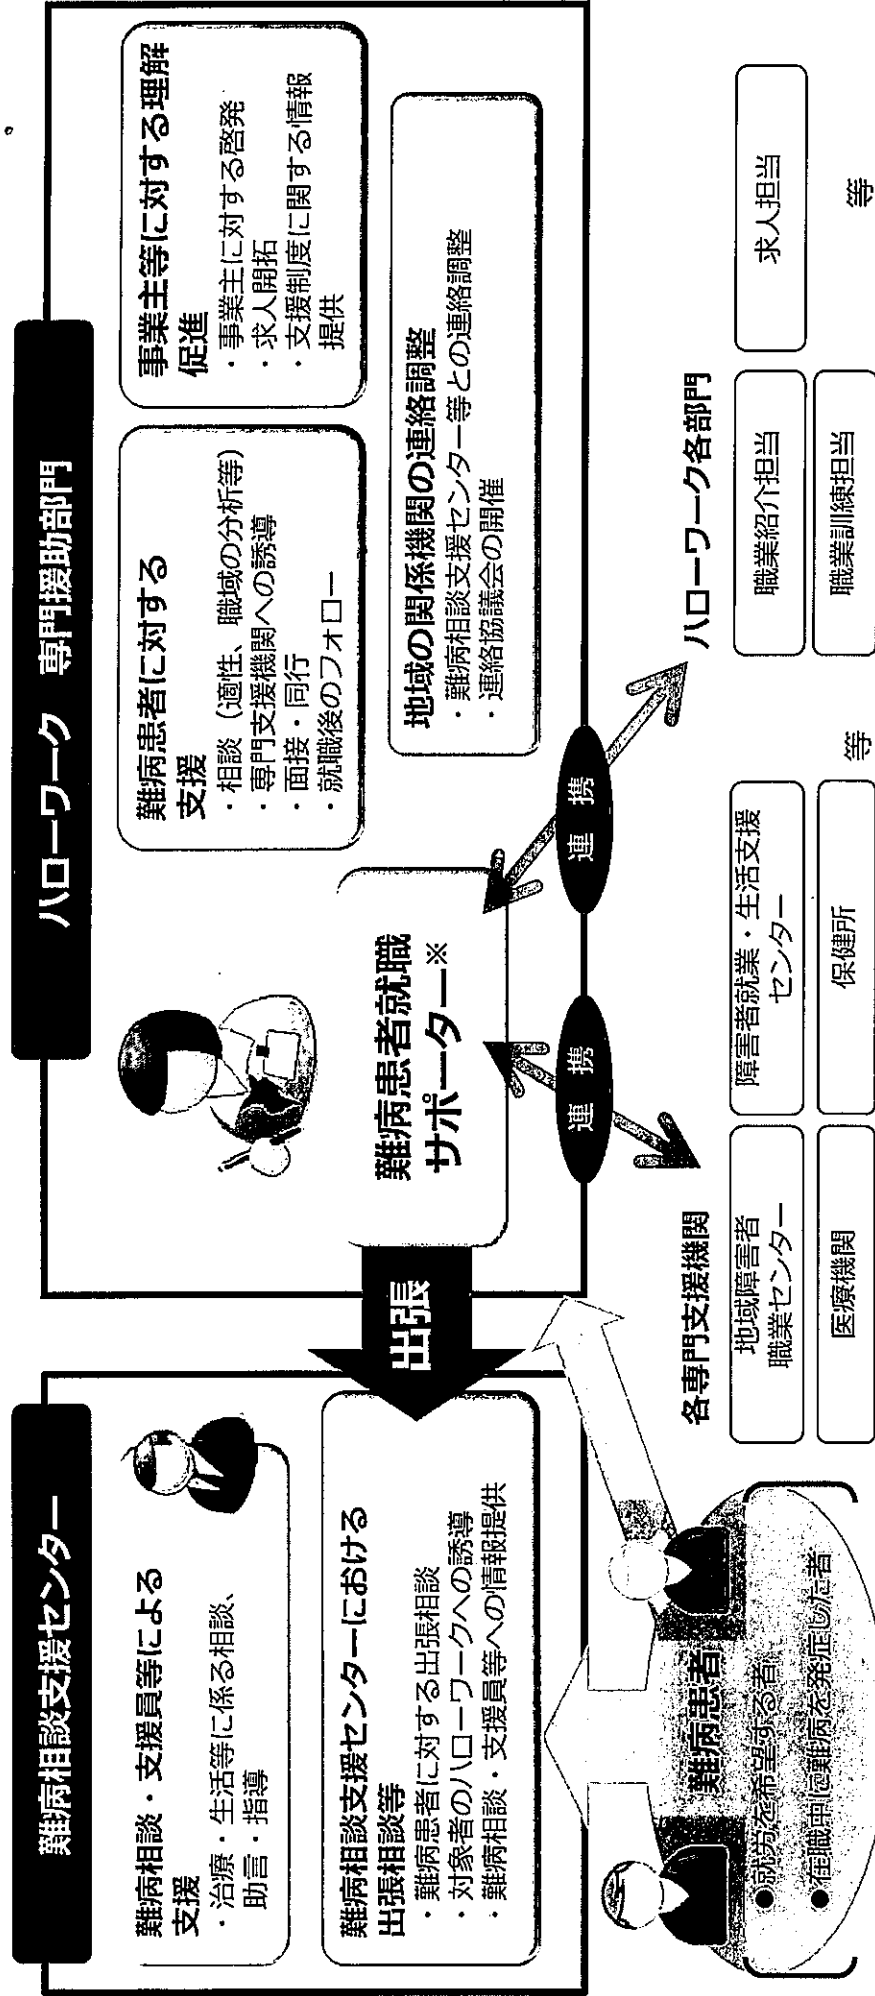 難病相談支援センター
難病相談・支援員等による
支援
・治療・生活等に係る相談、
助言・指導
難病相談支援センターにおける
出張相談等
・難病患者に対する出張相談
・対象者のハローワークへの誘導
・難病相談・支援員等への情報提供
出張
ハローワーク 専門援助部門
難病患者就職
サポーター※
難病患者に対する
支援
・相談（適性、職域の分析等）
・専門支援機関への誘導
・面接・同行
・就職後のフォロー
事業主等に対する理解
促進
・事業主に対する啓発
・求人開拓
・支援制度に関する情報
提供
地域の関係機関の連絡調整
・難病相談支援センター等との連絡調整
・連絡協議会の開催
連携
連携
難病患者
●就労を希望する者
●在職中に難病を発症した者
各専門支援機関
地域障害者
職業センター
障害者就業・生活支援
センター
医療機関
保健所
等
ハローワーク各部門
職業紹介担当
求人担当
職業訓練担当
等